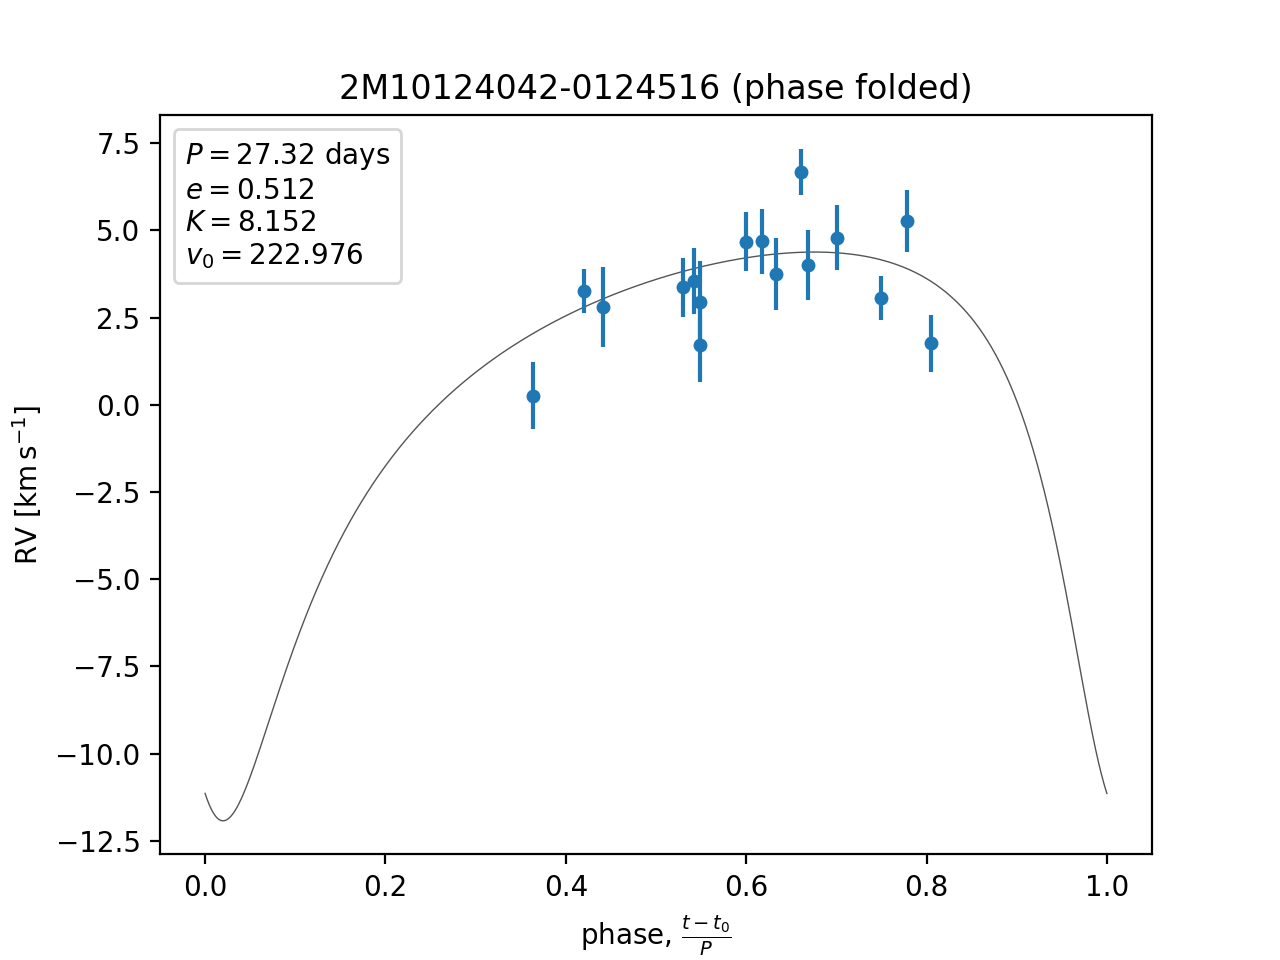 2M10124042-0124516 (phase folded)
P = 27.32 days
e = 0.512
K = 8.152
v₀ = 222.976
7.5
5.0
2.5
0.0
−2.5
−5.0
−7.5
−10.0
−12.5
RV [km s⁻¹]
0.0 0.2 0.4 0.6 0.8 1.0
phase, (t − t₀)/P